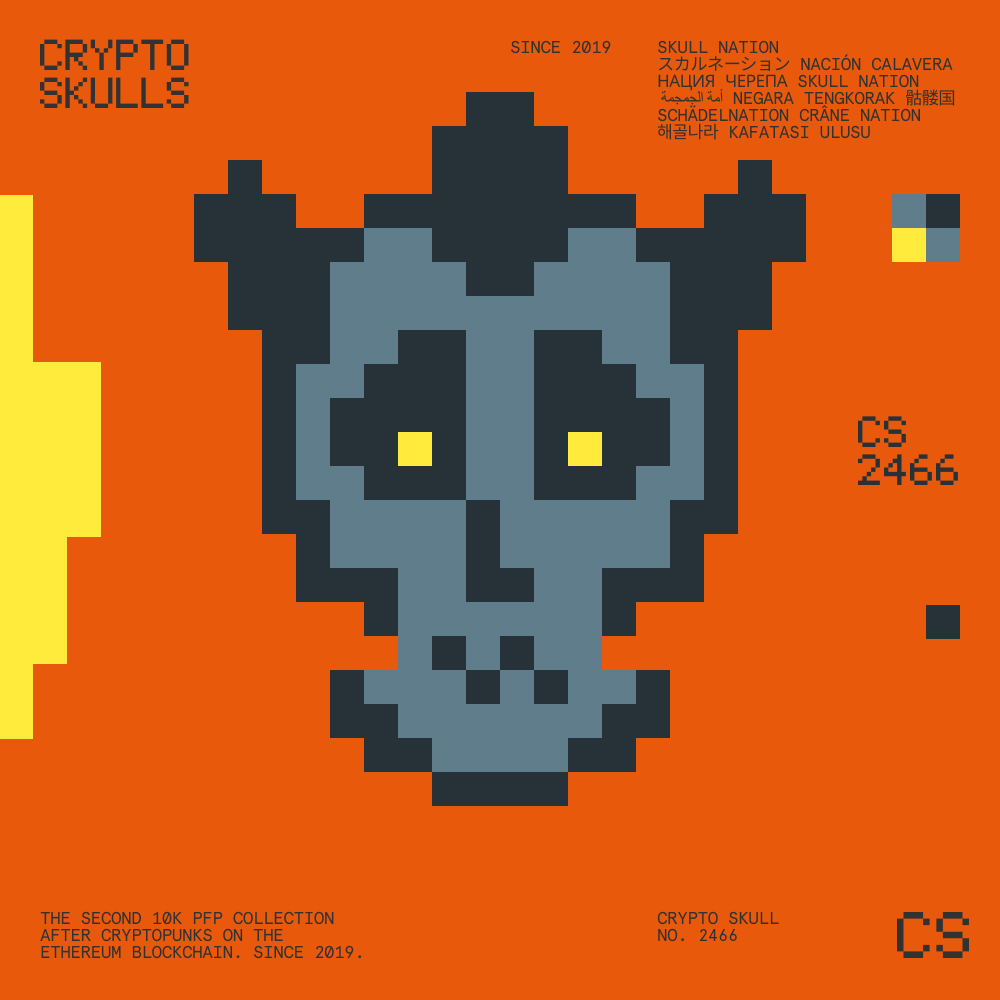 CRYPTO
SKULLS
SINCE 2019
SKULL NATION
スカルネーション NACIÓN CALAVERA
НАЦИЯ ЧЕРЕПА SKULL NATION
أمة الجمجمة NEGARA TENGKORAK 骷髅国
SCHÄDELNATION CRÂNE NATION
해골나라 KAFATASI ULUSU
CS
2466
THE SECOND 10K PFP COLLECTION
AFTER CRYPTOPUNKS ON THE
ETHEREUM BLOCKCHAIN. SINCE 2019.
CRYPTO SKULL
NO. 2466
CS